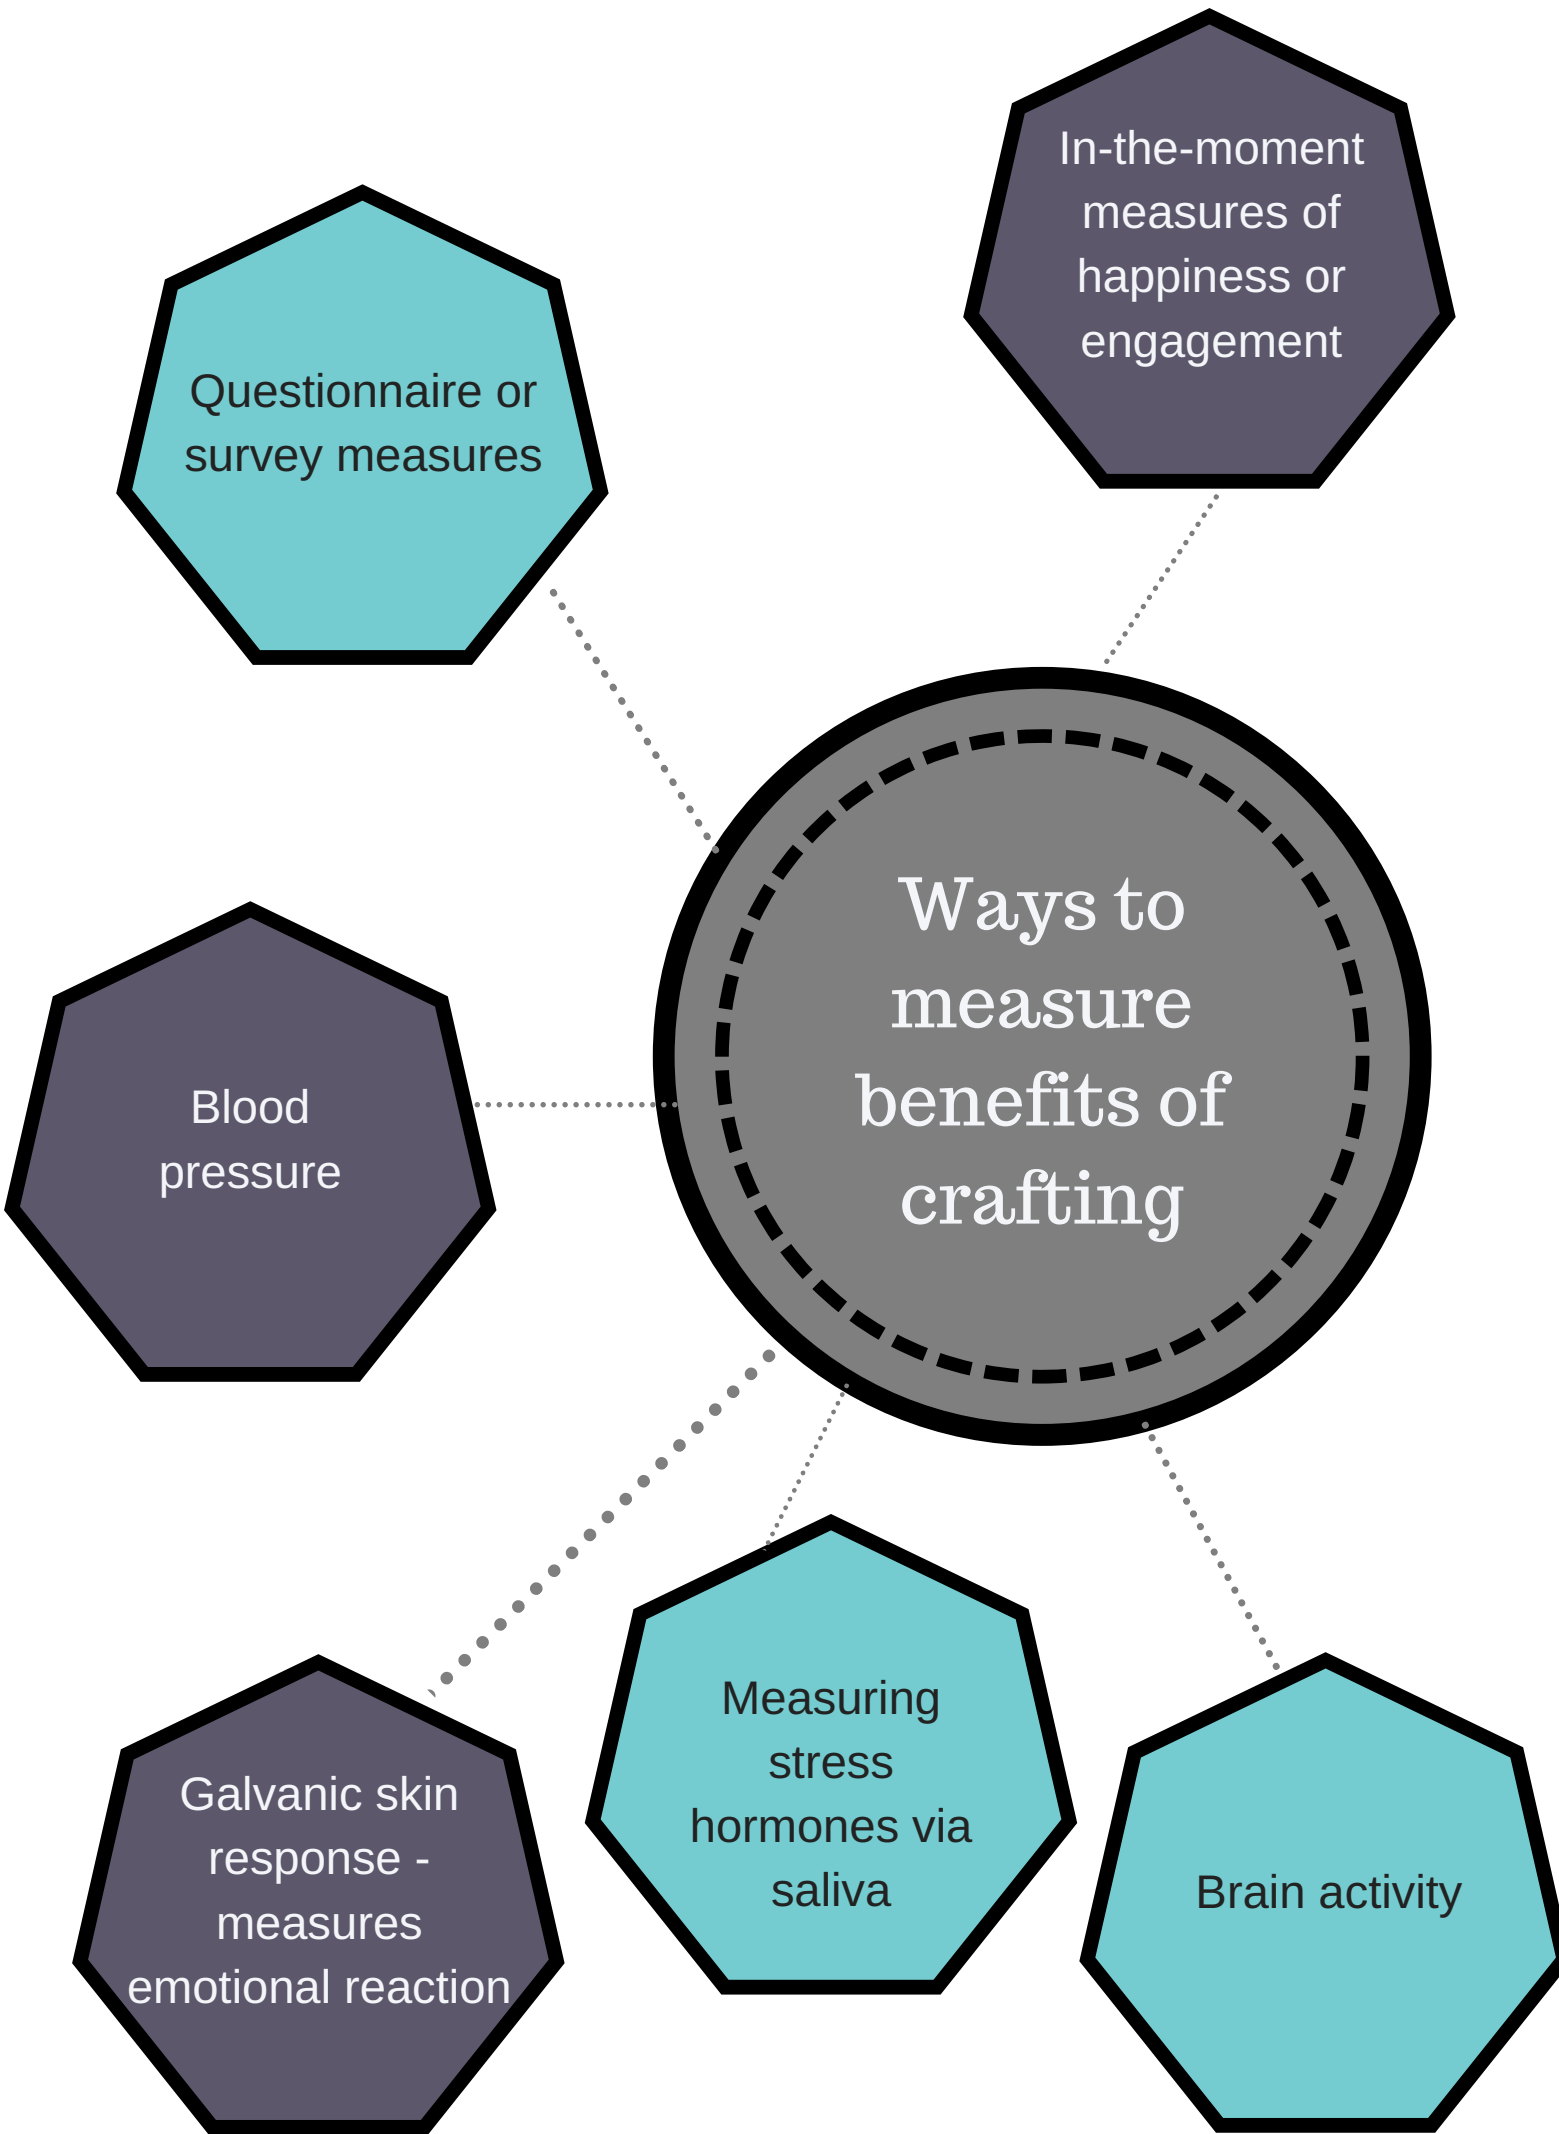 In-the-moment
measures of
happiness or
engagement
Questionnaire or
survey measures
Ways to
measure
benefits of
crafting
Blood
pressure
Measuring
stress
hormones via
saliva
Galvanic skin
response -
measures
emotional reaction
Brain activity